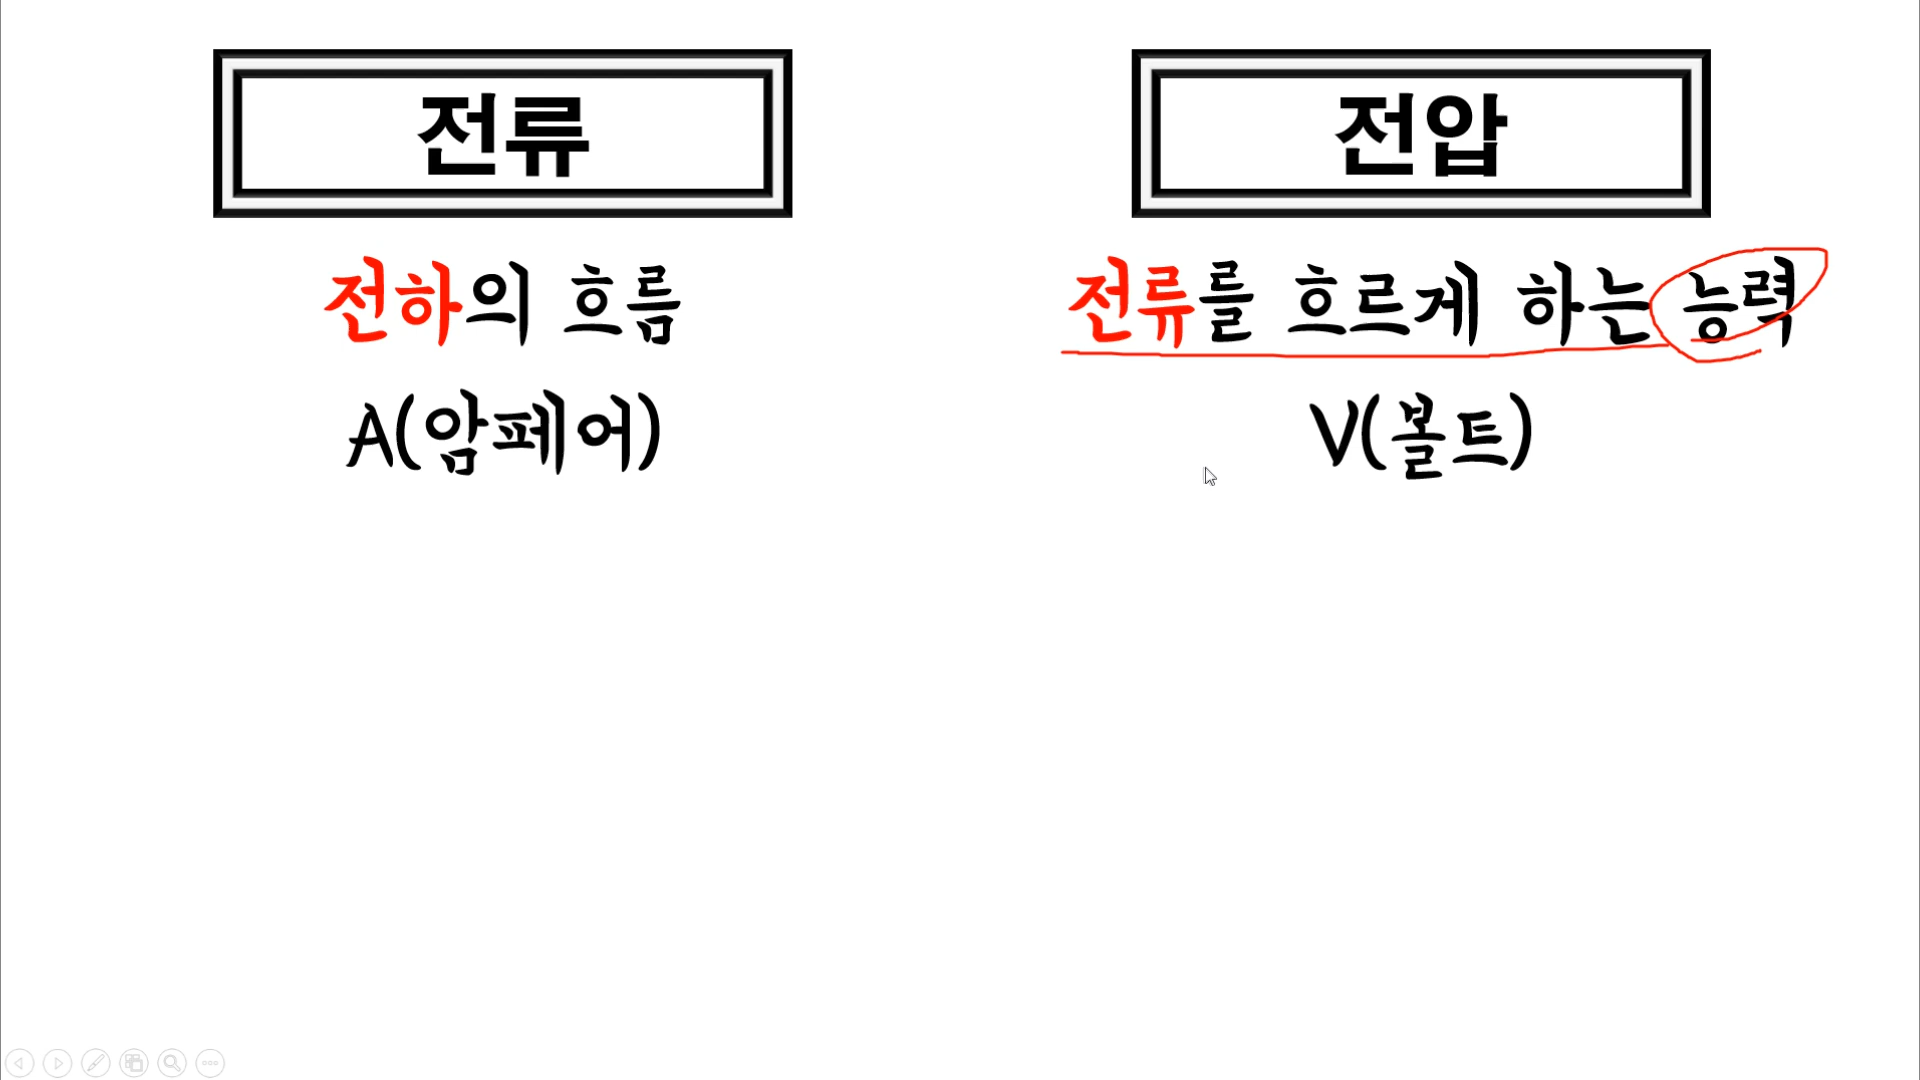 전류
전하의 흐름
A(암페어)
전압
전류를 흐르게 하는 능력
V(볼트)